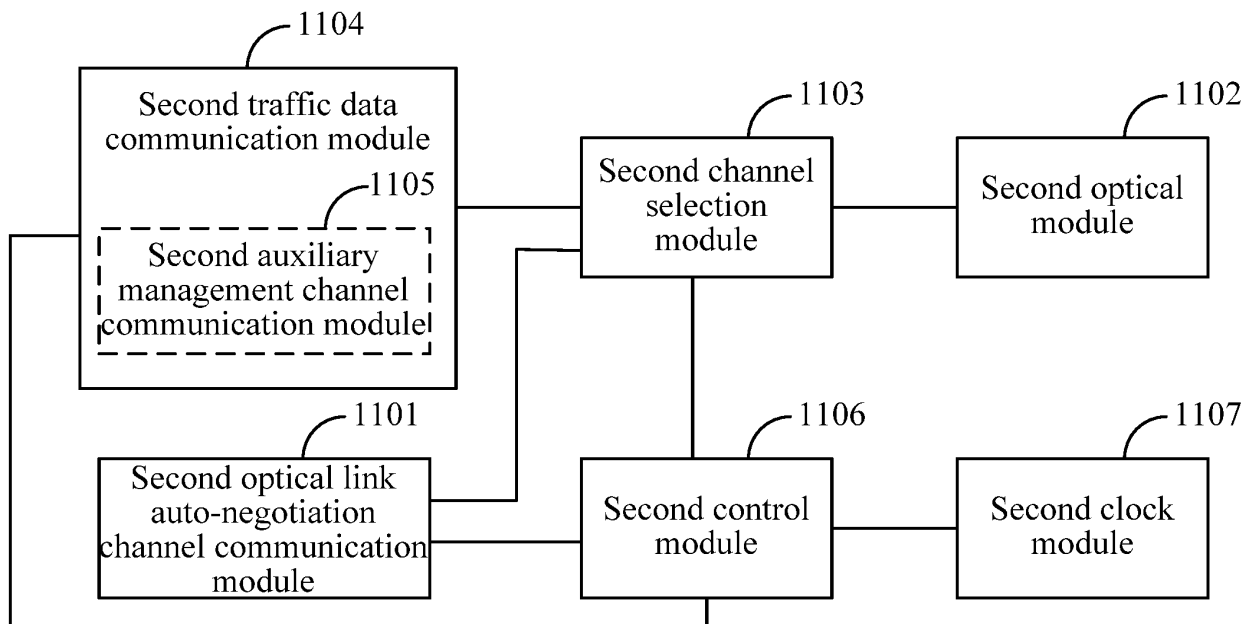 1104
Second traffic data
communication module
1105
Second auxiliary
management channel
communication module
1103
Second channel
selection
module
1102
Second optical
module
1101
Second optical link
auto-negotiation
channel communication
module
1106
Second control
module
1107
Second clock
module